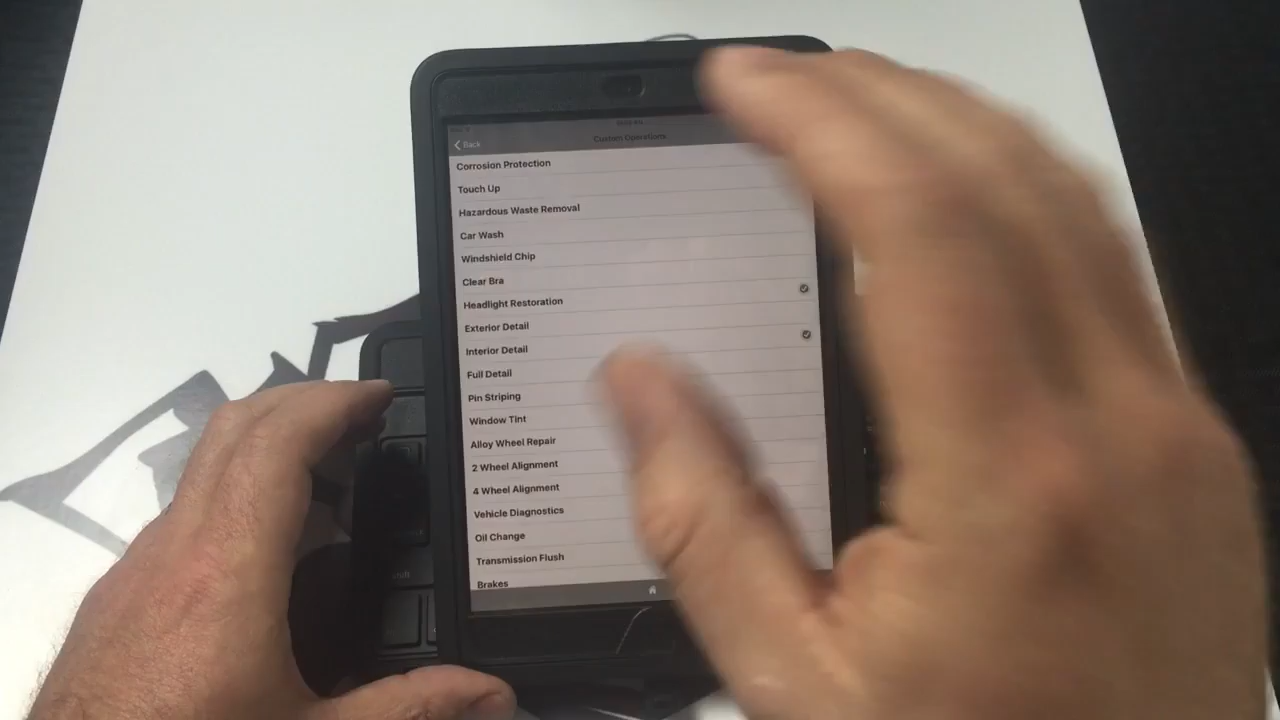 Custom Operations
Back
Corrosion Protection
Touch Up
Hazardous Waste Removal
Car Wash
Windshield Chip
Clear Bra
Headlight Restoration
Exterior Detail
Interior Detail
Full Detail
Pin Striping
Window Tint
Alloy Wheel Repair
2 Wheel Alignment
4 Wheel Alignment
Vehicle Diagnostics
Oil Change
Transmission Flush
Brakes
shift